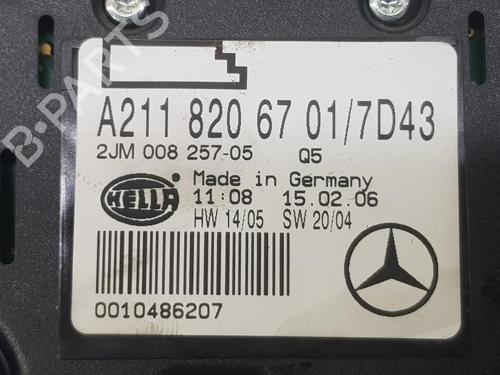 A211 820 67 01/7D43
2JM 008 257-05 Q5
HELLA
Made in Germany
11:08 15.02.06
HW 14/05 SW 20/04
0010486207
B-PARTS